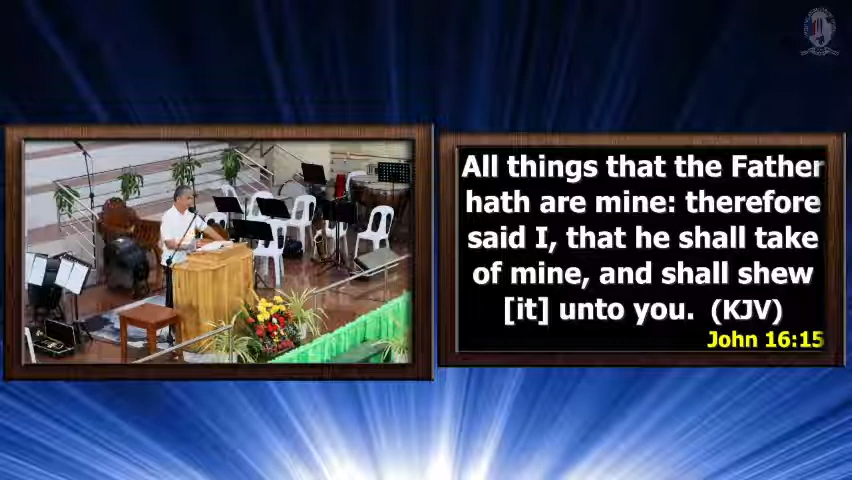 All things that the Father
hath are mine: therefore
said I, that he shall take
of mine, and shall shew
[it] unto you. (KJV)
John 16:15